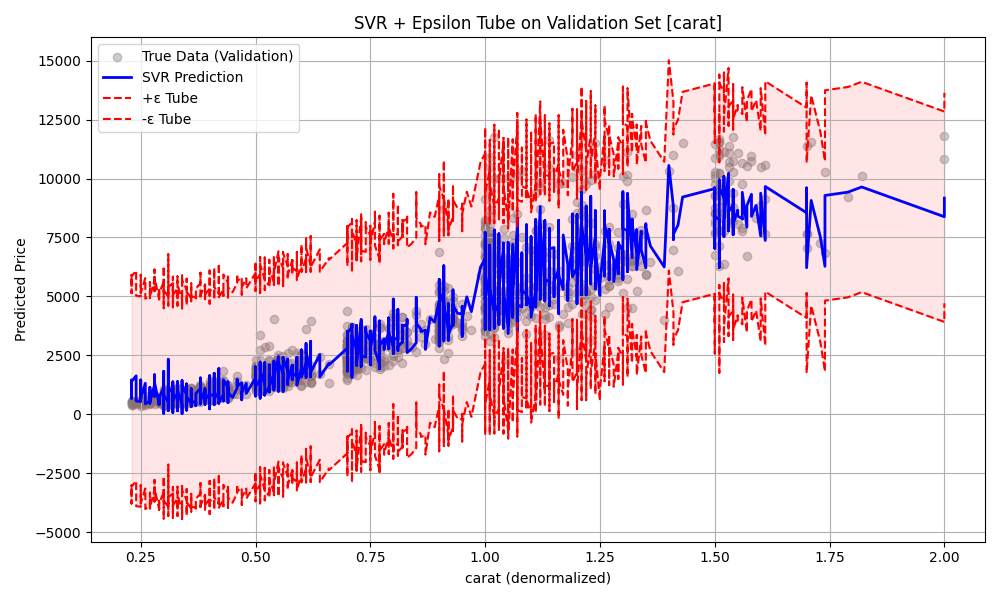 SVR + Epsilon Tube on Validation Set [carat]
True Data (Validation)
SVR Prediction
+ε Tube
-ε Tube
Predicted Price
15000
12500
10000
7500
5000
2500
0
−2500
−5000
0.25 0.50 0.75 1.00 1.25 1.50 1.75 2.00
carat (denormalized)